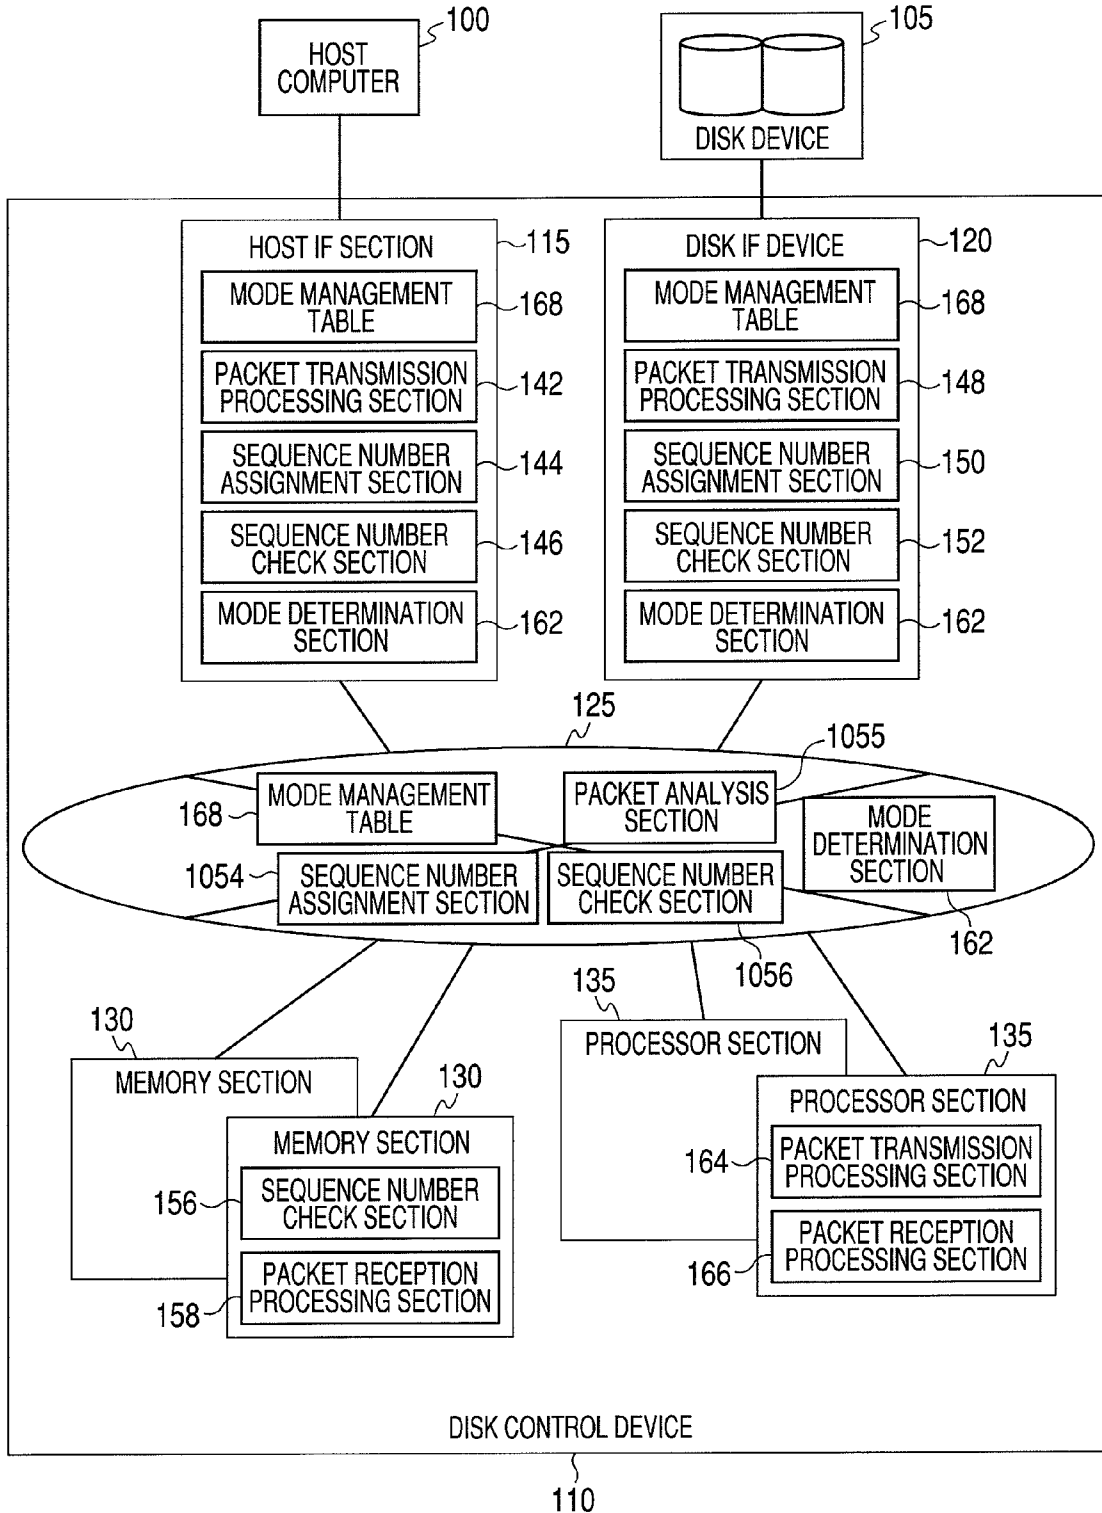 100
HOST
COMPUTER
105
DISK DEVICE
HOST IF SECTION
115
MODE MANAGEMENT
TABLE
168
PACKET TRANSMISSION
PROCESSING SECTION
142
SEQUENCE NUMBER
ASSIGNMENT SECTION
144
SEQUENCE NUMBER
CHECK SECTION
146
MODE DETERMINATION
SECTION
162
DISK IF DEVICE
120
MODE MANAGEMENT
TABLE
168
PACKET TRANSMISSION
PROCESSING SECTION
148
SEQUENCE NUMBER
ASSIGNMENT SECTION
150
SEQUENCE NUMBER
CHECK SECTION
152
MODE DETERMINATION
SECTION
162
125
1055
MODE MANAGEMENT
TABLE
168
PACKET ANALYSIS
SECTION
MODE
DETERMINATION
SECTION
1054
SEQUENCE NUMBER
ASSIGNMENT SECTION
SEQUENCE NUMBER
CHECK SECTION
162
1056
130
MEMORY SECTION
130
MEMORY SECTION
156
SEQUENCE NUMBER
CHECK SECTION
158
PACKET RECEPTION
PROCESSING SECTION
135
PROCESSOR SECTION
135
PROCESSOR SECTION
164
PACKET TRANSMISSION
PROCESSING SECTION
166
PACKET RECEPTION
PROCESSING SECTION
DISK CONTROL DEVICE
110